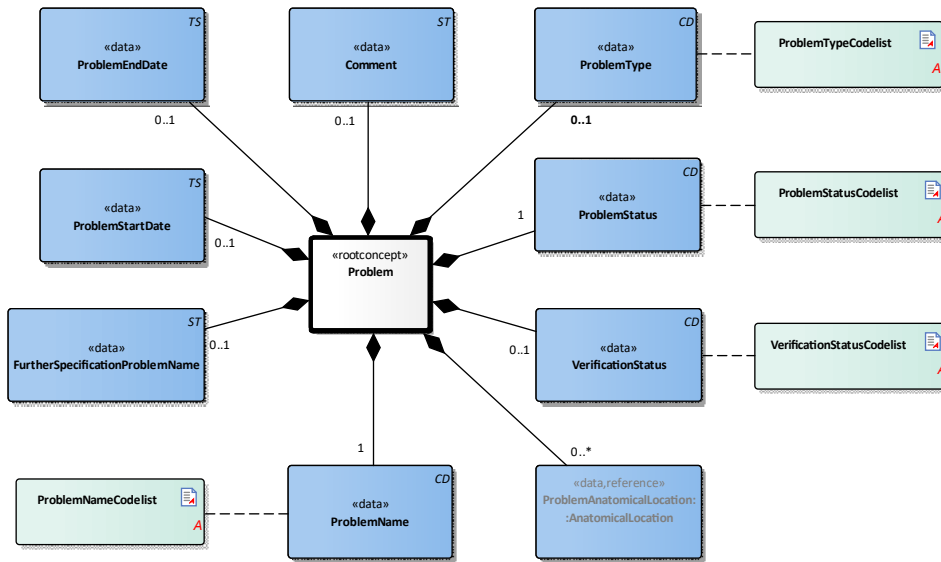 TS
«data»
ProblemEndDate
0..1
ST
«data»
Comment
0..1
CD
«data»
ProblemType
0..1
ProblemTypeCodelist
A
TS
«data»
ProblemStartDate
0..1
CD
«data»
ProblemStatus
1
ProblemStatusCodelist
A
«rootconcept»
Problem
ST
«data»
FurtherSpecificationProblemName
0..1
CD
«data»
VerificationStatus
0..1
VerificationStatusCodelist
A
ProblemNameCodelist
A
1
CD
«data»
ProblemName
0..*
«data,reference»
ProblemAnatomicalLocation:
:AnatomicalLocation